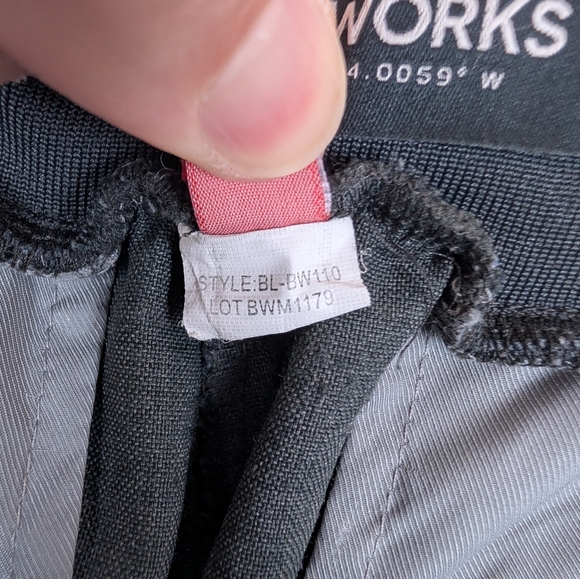 WORKS
4.0059° W
STYLE:BL-BW110
LOT BWM1179